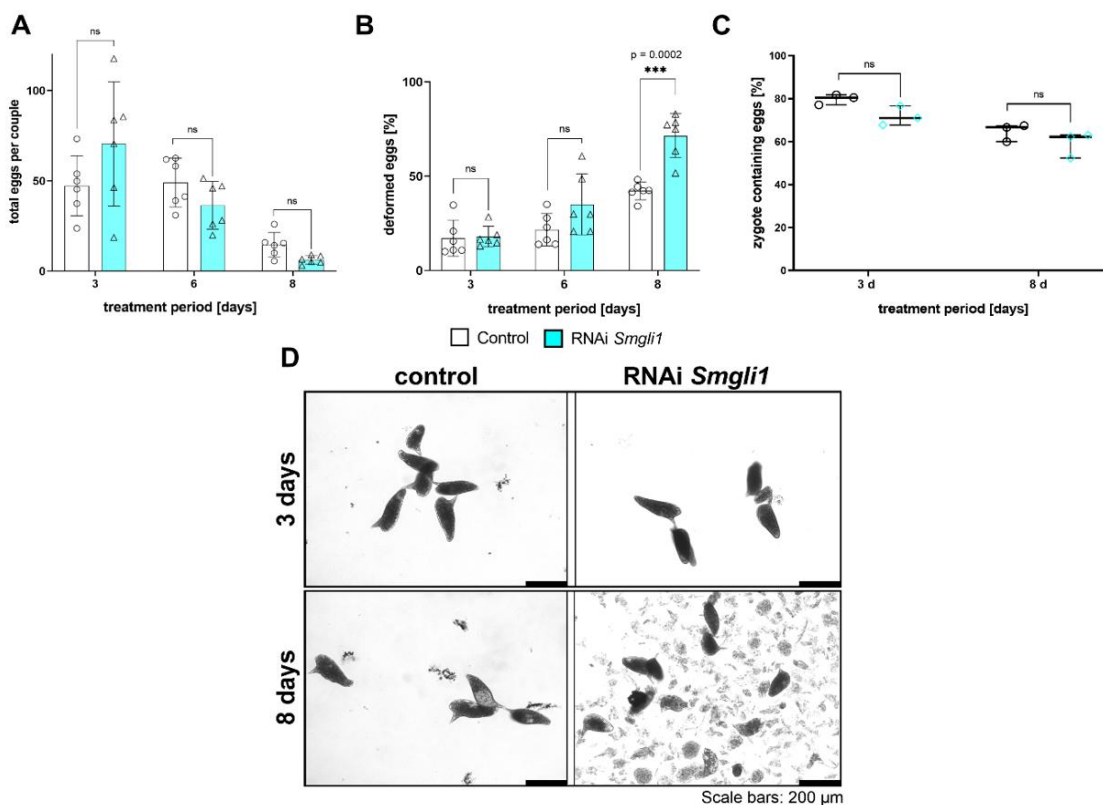 A
total eggs per couple
100
50
0
ns
ns
ns
3
6
8
treatment period [days]
B
deformed eggs [%]
100
50
0
ns
ns
p = 0.0002
***
3
6
8
treatment period [days]
C
zygote containing eggs [%]
100
80
60
40
20
0
ns
ns
3 d
8 d
treatment period [days]
Control
RNAi Smgli1
D
control
RNAi Smgli1
3 days
8 days
Scale bars: 200 µm